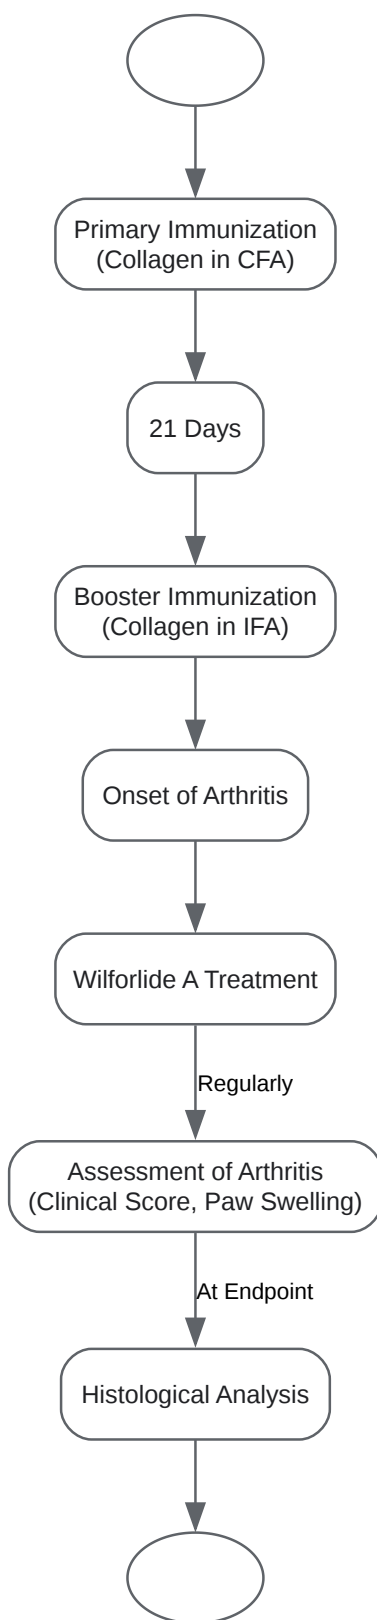 Primary Immunization
(Collagen in CFA)
21 Days
Booster Immunization
(Collagen in IFA)
Onset of Arthritis
Wilforlide A Treatment
Regularly
Assessment of Arthritis
(Clinical Score, Paw Swelling)
At Endpoint
Histological Analysis